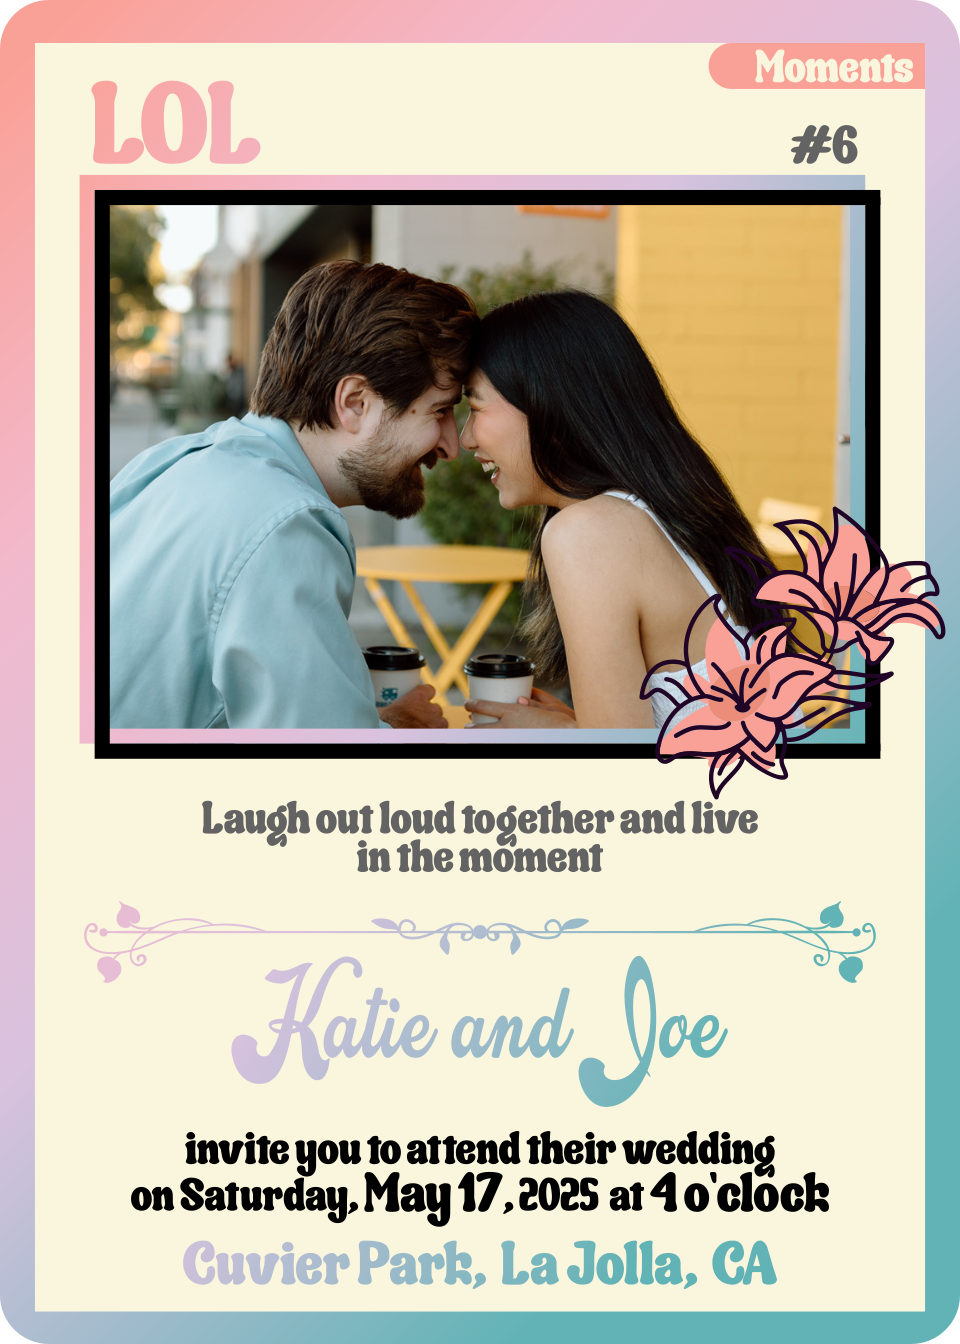 Moments
LOL
#6
Laugh out loud together and live
in the moment
Katie and Joe
invite you to attend their wedding
on Saturday, May 17, 2025 at 4 o'clock
Cuvier Park, La Jolla, CA